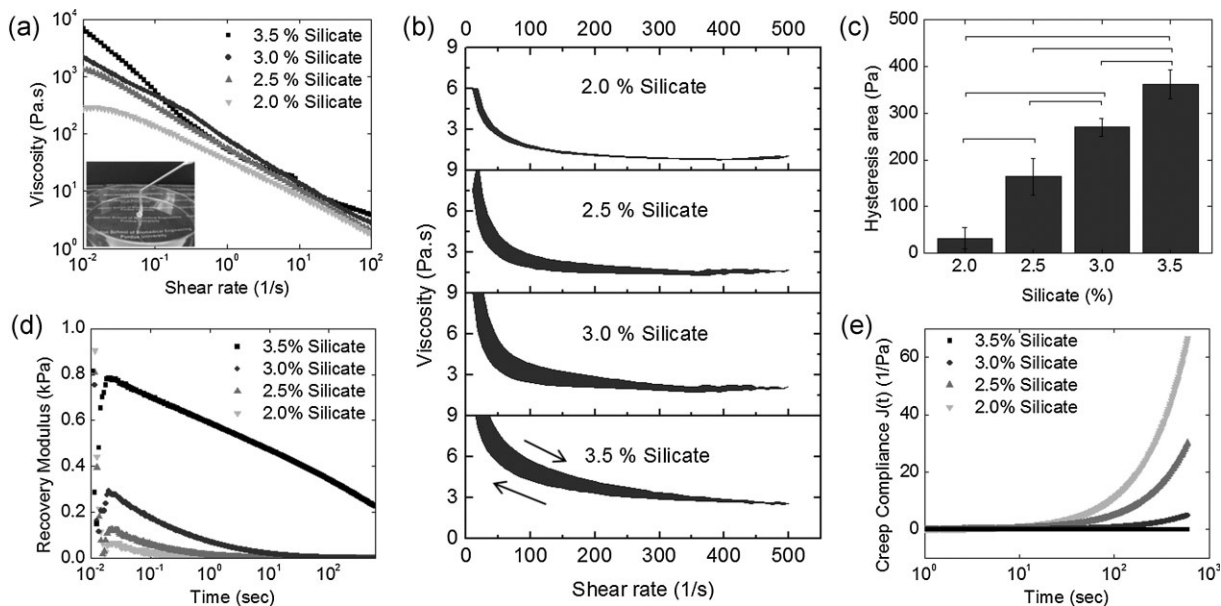 (a)
10⁴
10³
10²
10¹
10⁰
Viscosity (Pa.s)
3.5 % Silicate
3.0 % Silicate
2.5 % Silicate
2.0 % Silicate
Purdue University
10⁻² 10⁻¹ 10⁰ 10¹ 10²
Shear rate (1/s)
(b)
0 100 200 300 400 500
9
6
3
9
6
3
9
6
3
9
6
3
0
Viscosity (Pa.s)
2.0 % Silicate
2.5 % Silicate
3.0 % Silicate
3.5 % Silicate
0 100 200 300 400 500
Shear rate (1/s)
(c)
500
400
300
200
100
0
Hysteresis area (Pa)
2.0 2.5 3.0 3.5
Silicate (%)
(d)
1.0
0.8
0.6
0.4
0.2
0.0
Recovery Modulus (kPa)
3.5% Silicate
3.0% Silicate
2.5% Silicate
2.0% Silicate
10⁻² 10⁻¹ 10⁰ 10¹ 10²
Time (sec)
(e)
60
40
20
0
Creep Compliance J(t) (1/Pa)
3.5% Silicate
3.0% Silicate
2.5% Silicate
2.0% Silicate
10⁰ 10¹ 10² 10³
Time (sec)